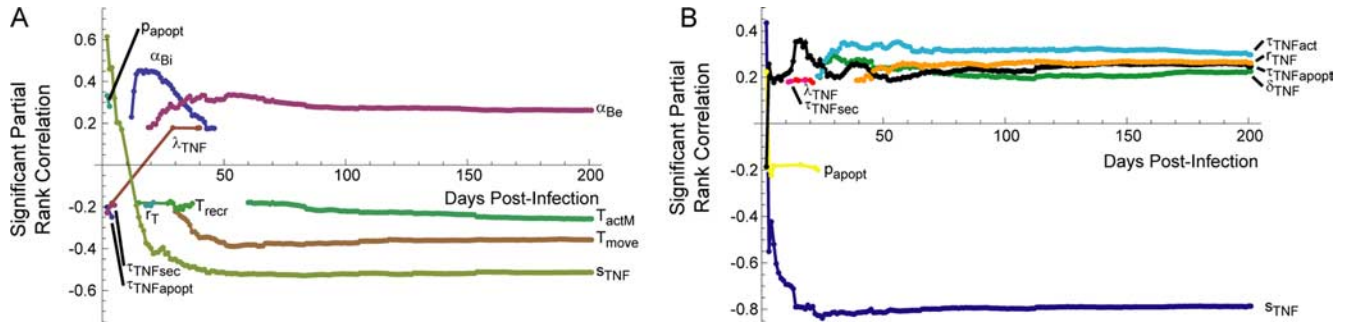 A
Significant Partial
Rank Correlation
0.6
0.4
0.2
-0.2
-0.4
-0.6
50
100
150
200
Days Post-Infection
papopt
αBi
αBe
λTNF
rT
Trecr
TactM
Tmove
sTNF
τTNFsec
τTNFapopt
B
Significant Partial
Rank Correlation
0.4
0.2
-0.2
-0.4
-0.6
-0.8
50
100
150
200
Days Post-Infection
τTNFact
rTNF
τTNFapopt
δTNF
λTNF
τTNFsec
papopt
sTNF